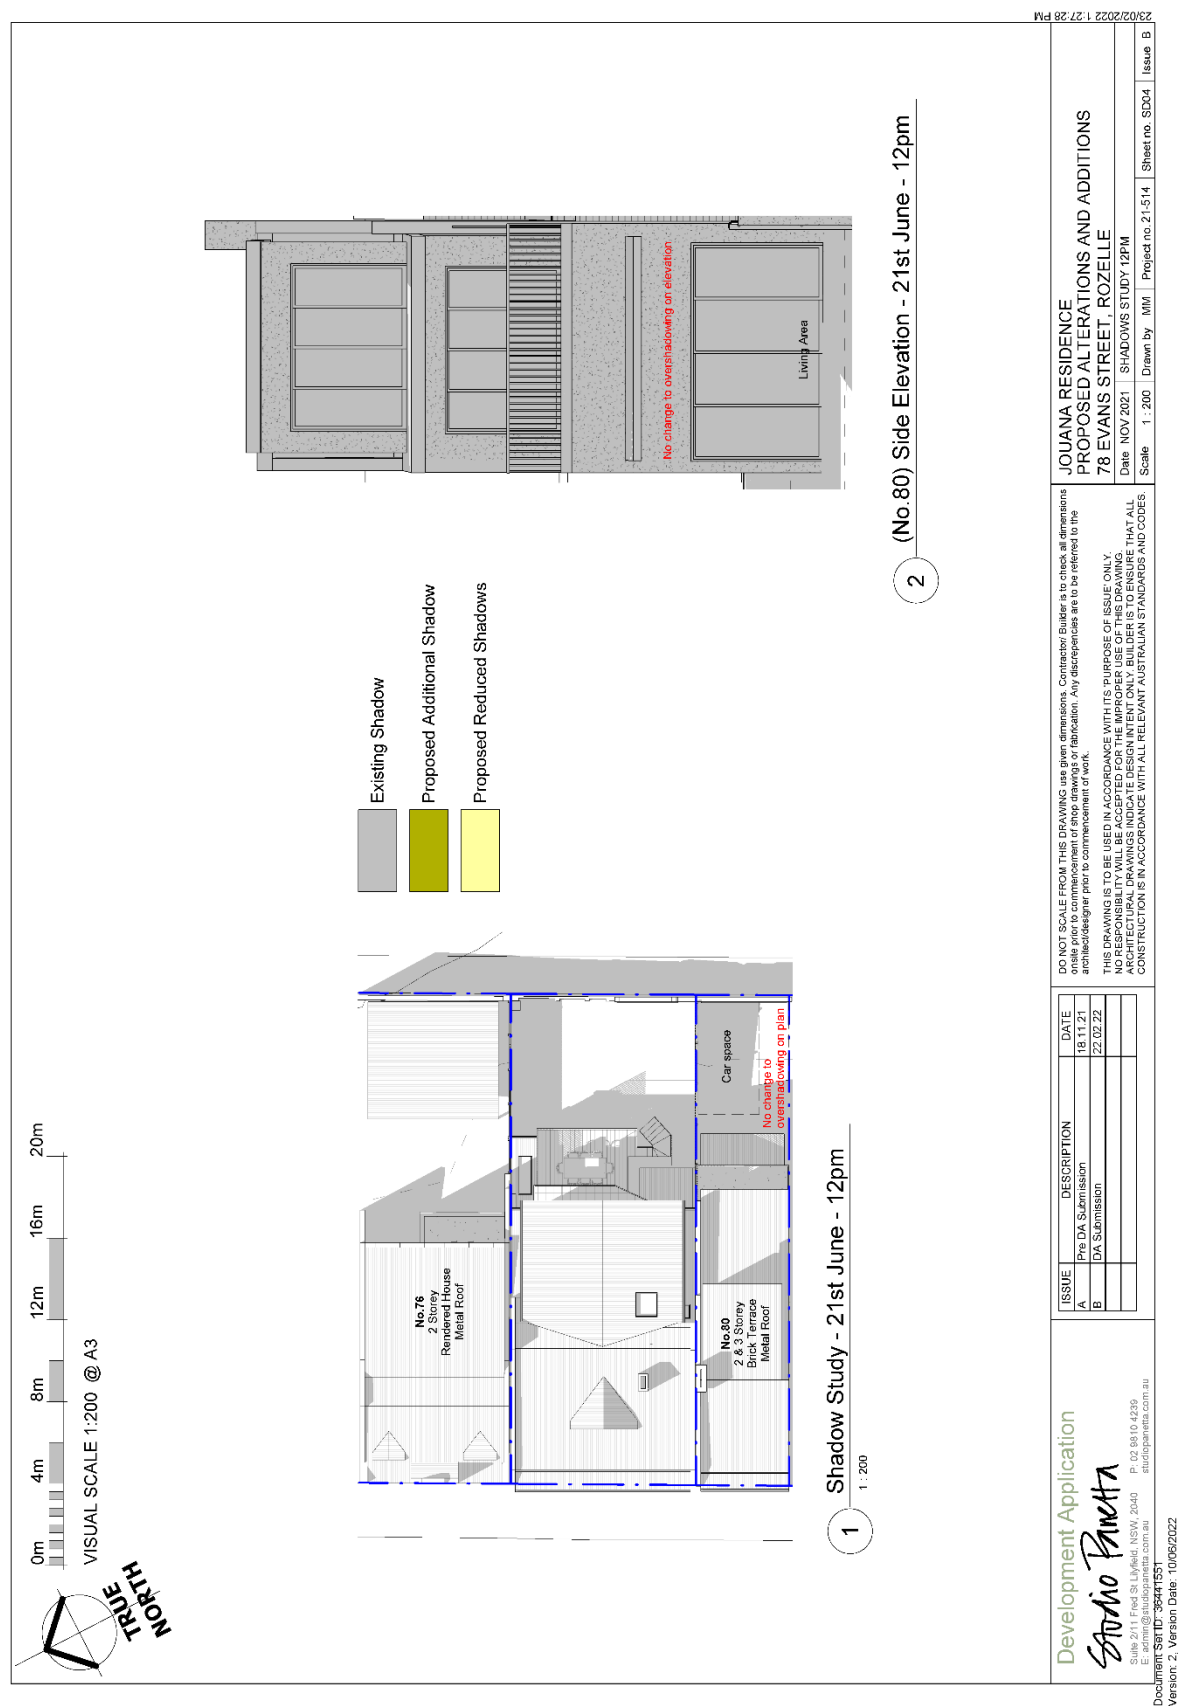 0m 4m 8m 12m 16m 20m
VISUAL SCALE 1:200 @ A3
TRUE
NORTH
Existing Shadow
Proposed Additional Shadow
Proposed Reduced Shadows
No.76
2 Storey
Rendered House
Metal Roof
No.80
2 & 3 Storey
Brick Terrace
Metal Roof
Car space
No change to
overshadowing on plan
1
Shadow Study - 21st June - 12pm
1 : 200
No change to overshadowing on elevation
Living Area
2
(No.80) Side Elevation - 21st June - 12pm
Development Application
Studio Panetta
Suite 2/11 Fred St Lilyfield, NSW, 2040 P: 02 9810 4239
E: admin@studiopanetta.com.au studiopanetta.com.au
ISSUE DESCRIPTION DATE
A Pre DA Submission 18.11.21
B DA Submission 22.02.22
DO NOT SCALE FROM THIS DRAWING use given dimensions. Contractor/ Builder is to check all dimensions
onsite prior to commencement of shop drawings or fabrication. Any discrepencies are to be referred to the
architect/designer prior to commencement of work.
THIS DRAWING IS TO BE USED IN ACCORDANCE WITH ITS 'PURPOSE OF ISSUE' ONLY.
NO RESPONSIBILITY WILL BE ACCEPTED FOR THE IMPROPER USE OF THIS DRAWING.
ARCHITECTURAL DRAWINGS INDICATE DESIGN INTENT ONLY. BUILDER IS TO ENSURE THAT ALL
CONSTRUCTION IS IN ACCORDANCE WITH ALL RELEVANT AUSTRALIAN STANDARDS AND CODES.
JOUANA RESIDENCE
PROPOSED ALTERATIONS AND ADDITIONS
78 EVANS STREET, ROZELLE
Date NOV 2021 SHADOWS STUDY 12PM
Scale 1 : 200 Drawn by MM Project no. 21-514 Sheet no. SD04 Issue B
23/02/2022 1:27:28 PM
Document Set ID: 36441551
Version: 2, Version Date: 10/06/2022